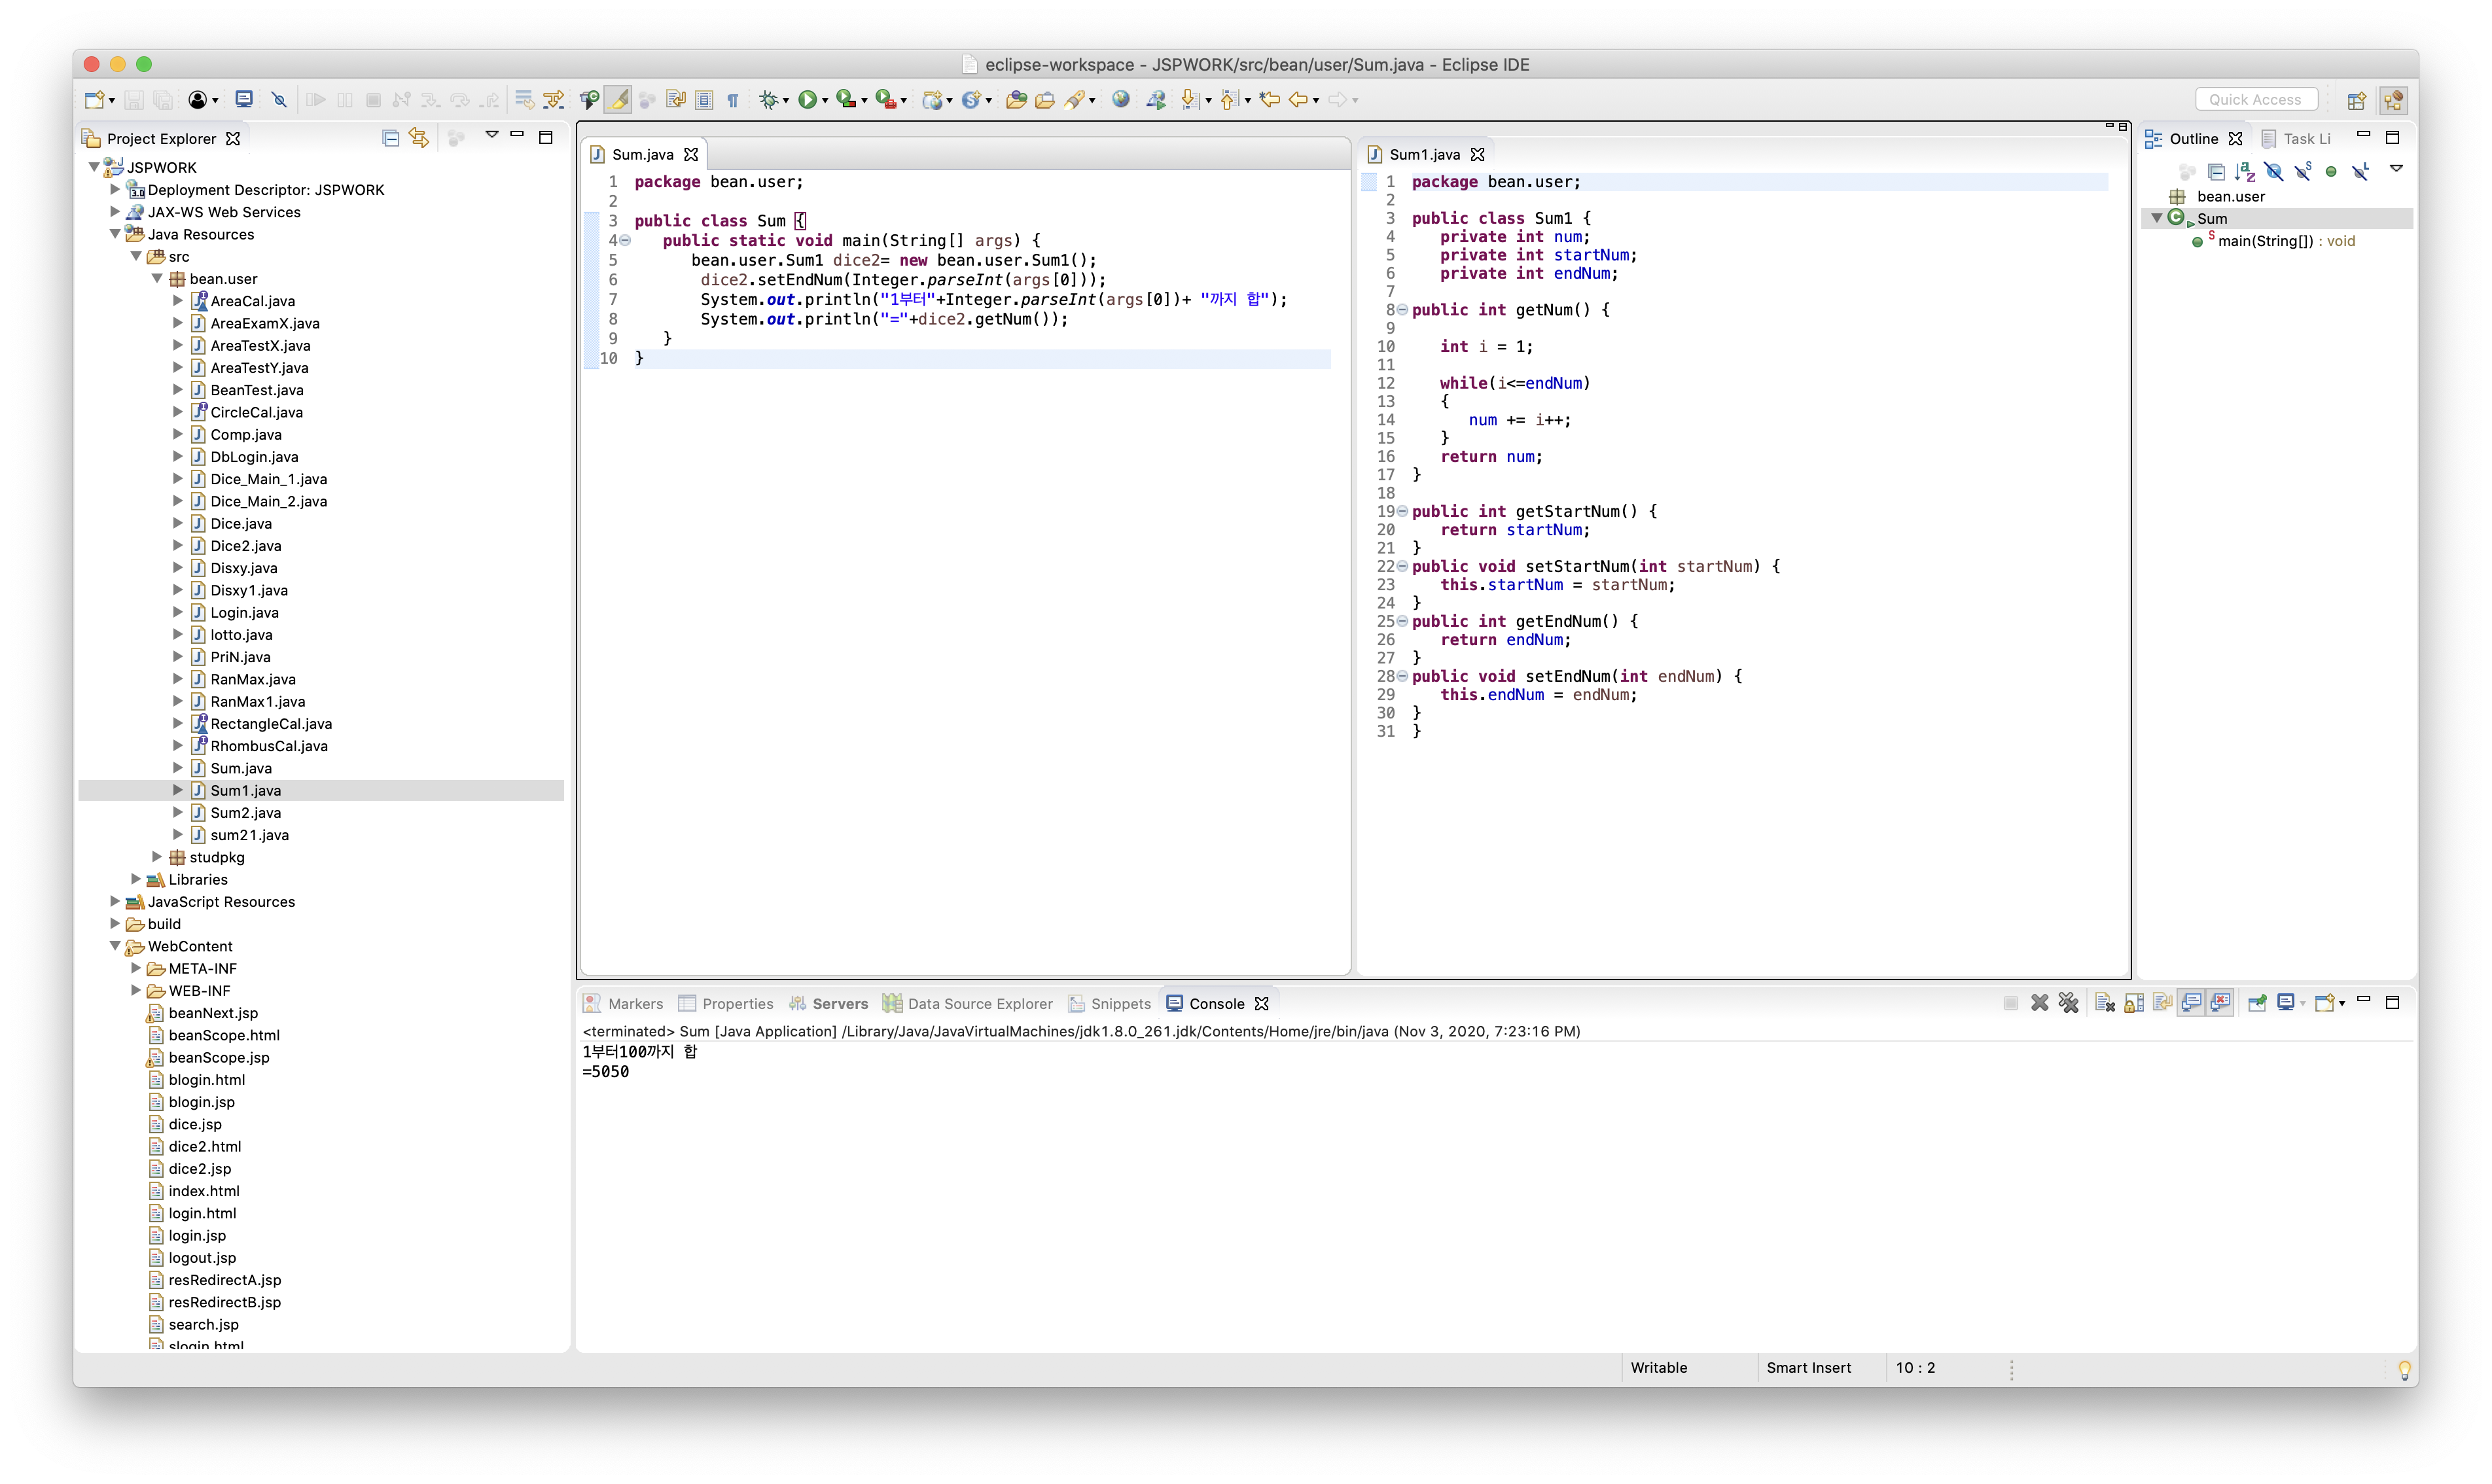 eclipse-workspace - JSPWORK/src/bean/user/Sum.java - Eclipse IDE
Quick Access
Project Explorer
JSPWORK
Deployment Descriptor: JSPWORK
JAX-WS Web Services
Java Resources
src
bean.user
AreaCal.java
AreaExamX.java
AreaTestX.java
AreaTestY.java
BeanTest.java
CircleCal.java
Comp.java
DbLogin.java
Dice_Main_1.java
Dice_Main_2.java
Dice.java
Dice2.java
Disxy.java
Disxy1.java
Login.java
lotto.java
PriN.java
RanMax.java
RanMax1.java
RectangleCal.java
RhombusCal.java
Sum.java
Sum1.java
Sum2.java
sum21.java
studpkg
Libraries
JavaScript Resources
build
WebContent
META-INF
WEB-INF
beanNext.jsp
beanScope.html
beanScope.jsp
blogin.html
blogin.jsp
dice.jsp
dice2.html
dice2.jsp
index.html
login.html
login.jsp
logout.jsp
resRedirectA.jsp
resRedirectB.jsp
search.jsp
slogin.html
Sum.java
1 package bean.user;
2
3 public class Sum {
4 public static void main(String[] args) {
5 bean.user.Sum1 dice2= new bean.user.Sum1();
6 dice2.setEndNum(Integer.parseInt(args[0]));
7 System.out.println("1부터"+Integer.parseInt(args[0])+ "까지 합");
8 System.out.println("="+dice2.getNum());
9 }
10 }
Sum1.java
1 package bean.user;
2
3 public class Sum1 {
4 private int num;
5 private int startNum;
6 private int endNum;
7
8 public int getNum() {
9
10 int i = 1;
11
12 while(i<=endNum)
13 {
14 num += i++;
15 }
16 return num;
17 }
18
19 public int getStartNum() {
20 return startNum;
21 }
22 public void setStartNum(int startNum) {
23 this.startNum = startNum;
24 }
25 public int getEndNum() {
26 return endNum;
27 }
28 public void setEndNum(int endNum) {
29 this.endNum = endNum;
30 }
31 }
Outline Task Li
bean.user
Sum
main(String[]) : void
Markers Properties Servers Data Source Explorer Snippets Console
<terminated> Sum [Java Application] /Library/Java/JavaVirtualMachines/jdk1.8.0_261.jdk/Contents/Home/jre/bin/java (Nov 3, 2020, 7:23:16 PM)
1부터100까지 합
=5050
Writable Smart Insert 10 : 2